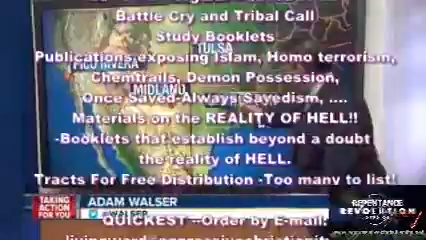 Battle Cry and Tribal Call
Study Booklets
TULSA
Publications exposing Islam, Homo terrorism,
PICO RIVERA
Chemtrails, Demon Possession,
MIDLAND
Once Saved-Always Savedism, ....
Materials on the REALITY OF HELL!!
-Booklets that establish beyond a doubt
the reality of HELL.
Tracts For Free Distribution -Too many to list!
TAKING
ACTION
FOR YOU
ADAM WALSER
REPENTANCE
REVOLUTION
QUICKEST --Order by E-mail: